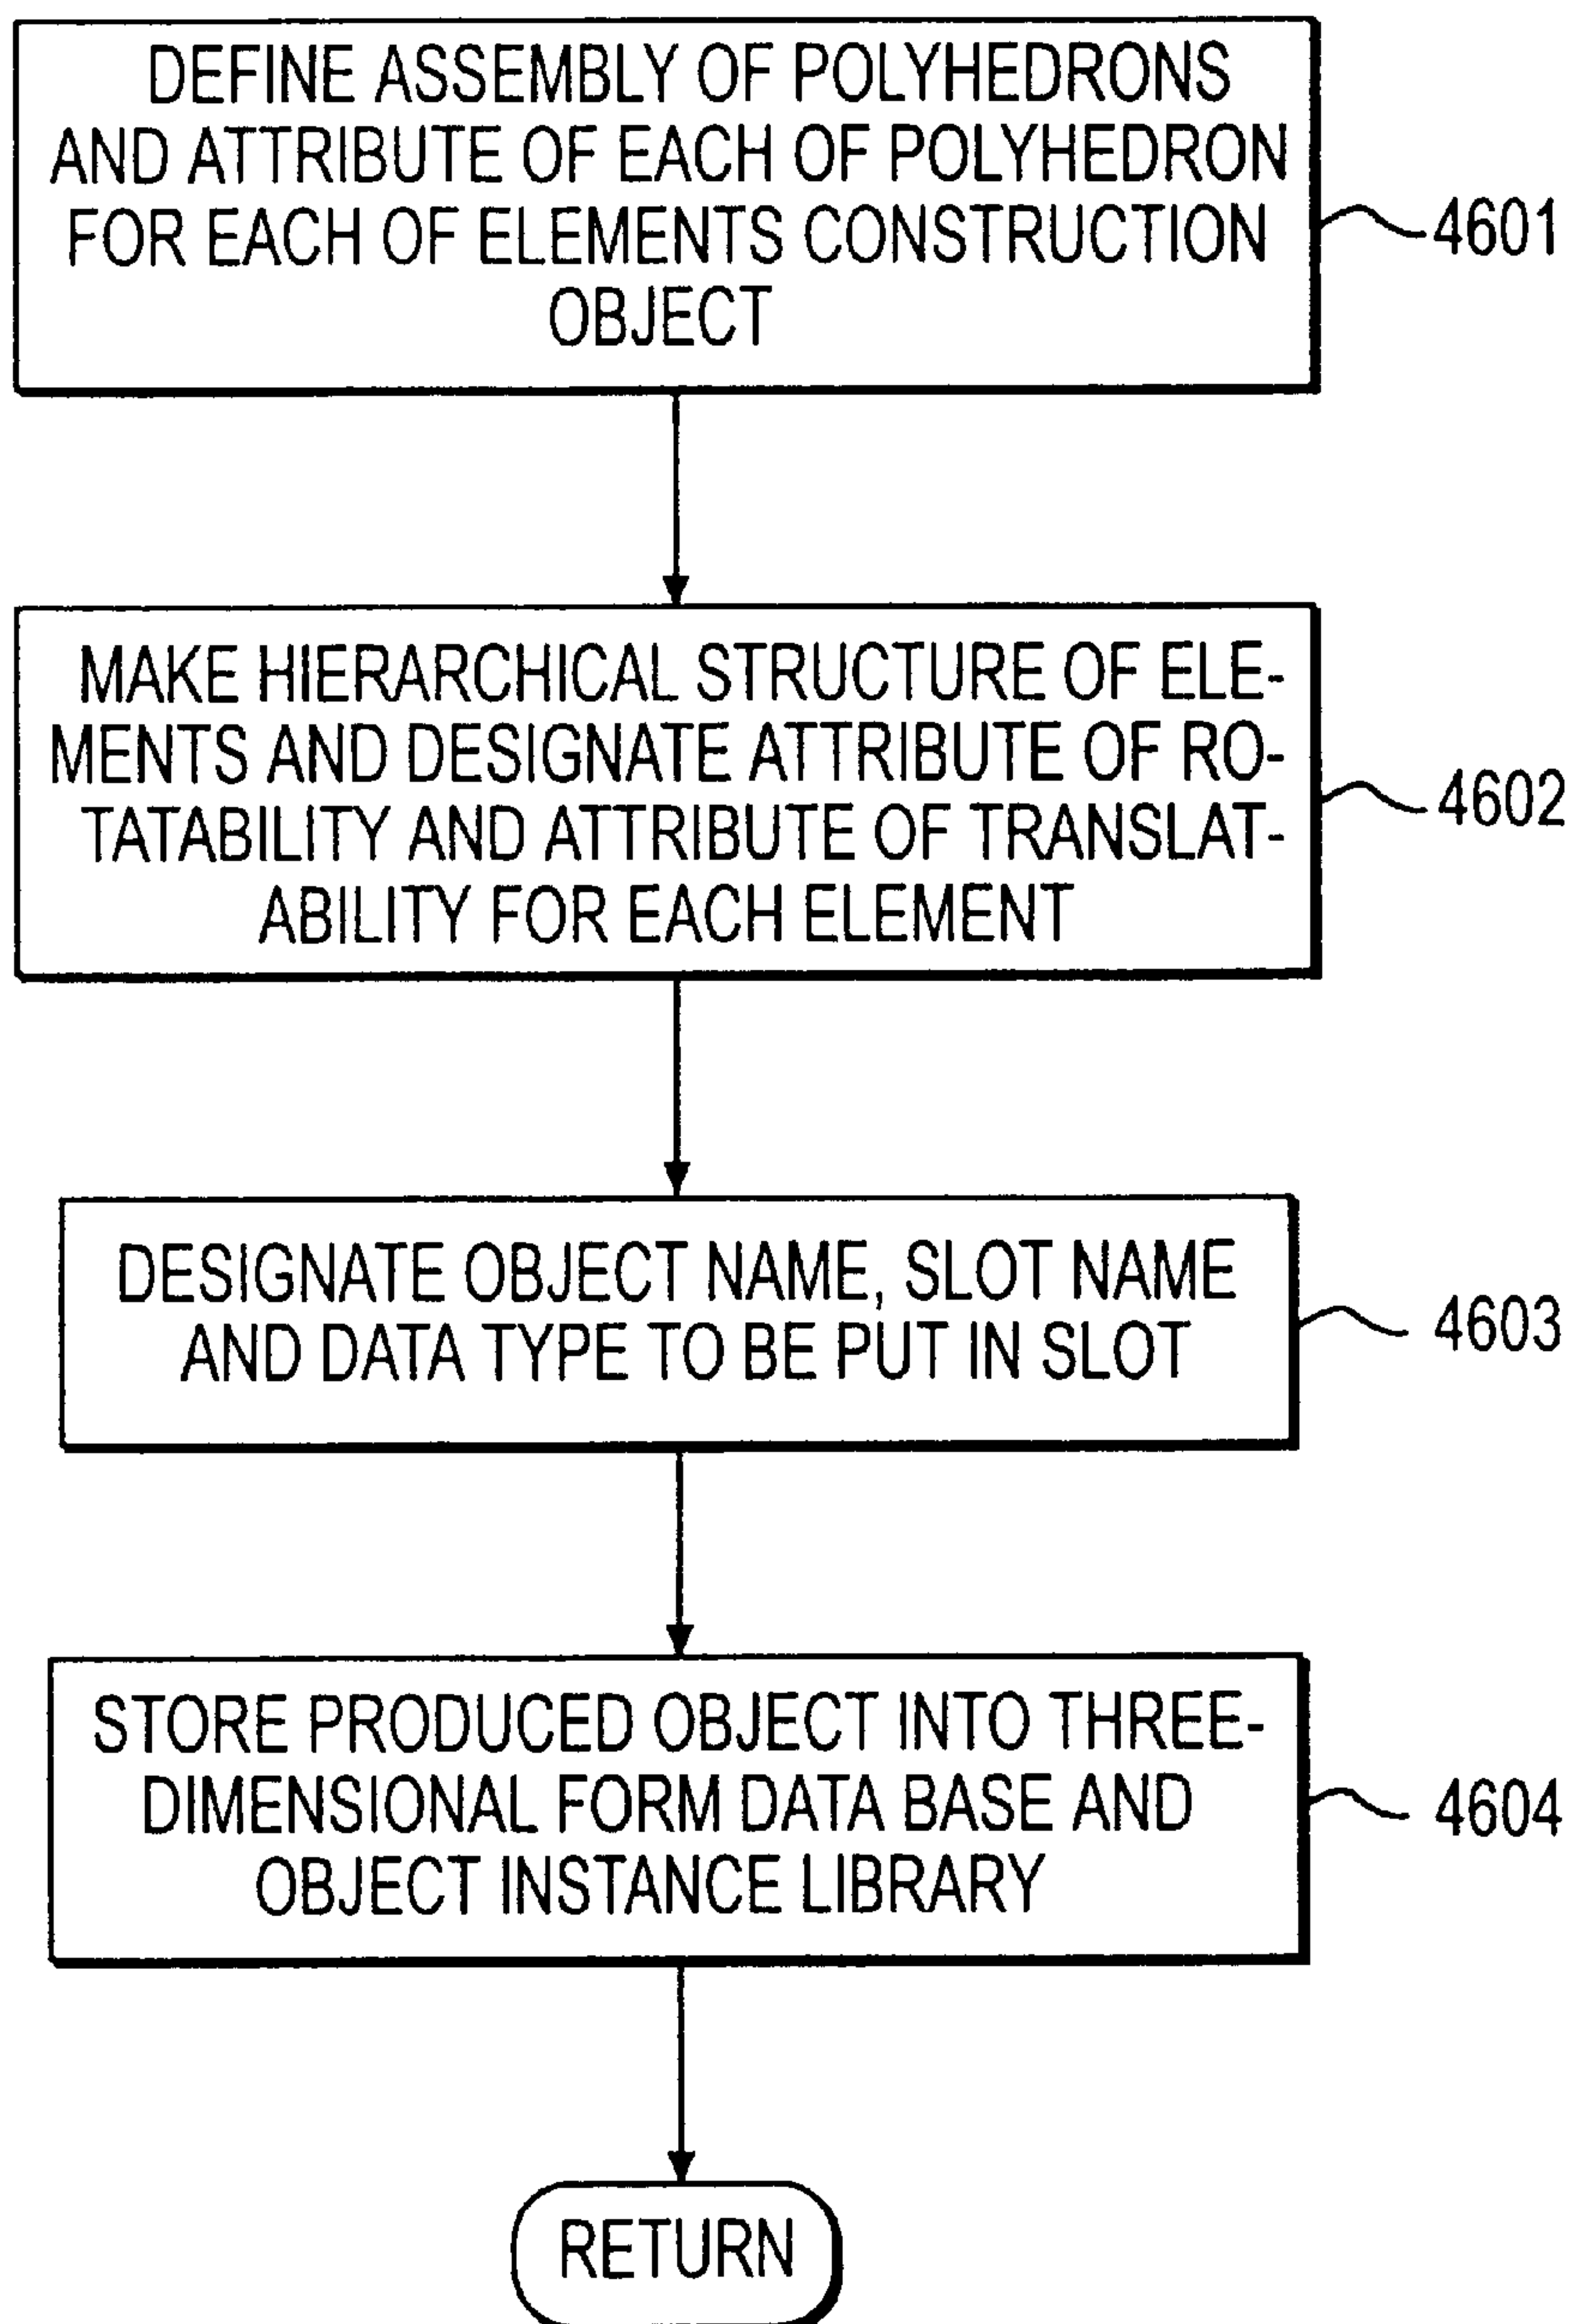 DEFINE ASSEMBLY OF POLYHEDRONS
AND ATTRIBUTE OF EACH OF POLYHEDRON
FOR EACH OF ELEMENTS CONSTRUCTION
OBJECT
4601
MAKE HIERARCHICAL STRUCTURE OF ELE-
MENTS AND DESIGNATE ATTRIBUTE OF RO-
TATABILITY AND ATTRIBUTE OF TRANSLAT-
ABILITY FOR EACH ELEMENT
4602
DESIGNATE OBJECT NAME, SLOT NAME
AND DATA TYPE TO BE PUT IN SLOT
4603
STORE PRODUCED OBJECT INTO THREE-
DIMENSIONAL FORM DATA BASE AND
OBJECT INSTANCE LIBRARY
4604
RETURN